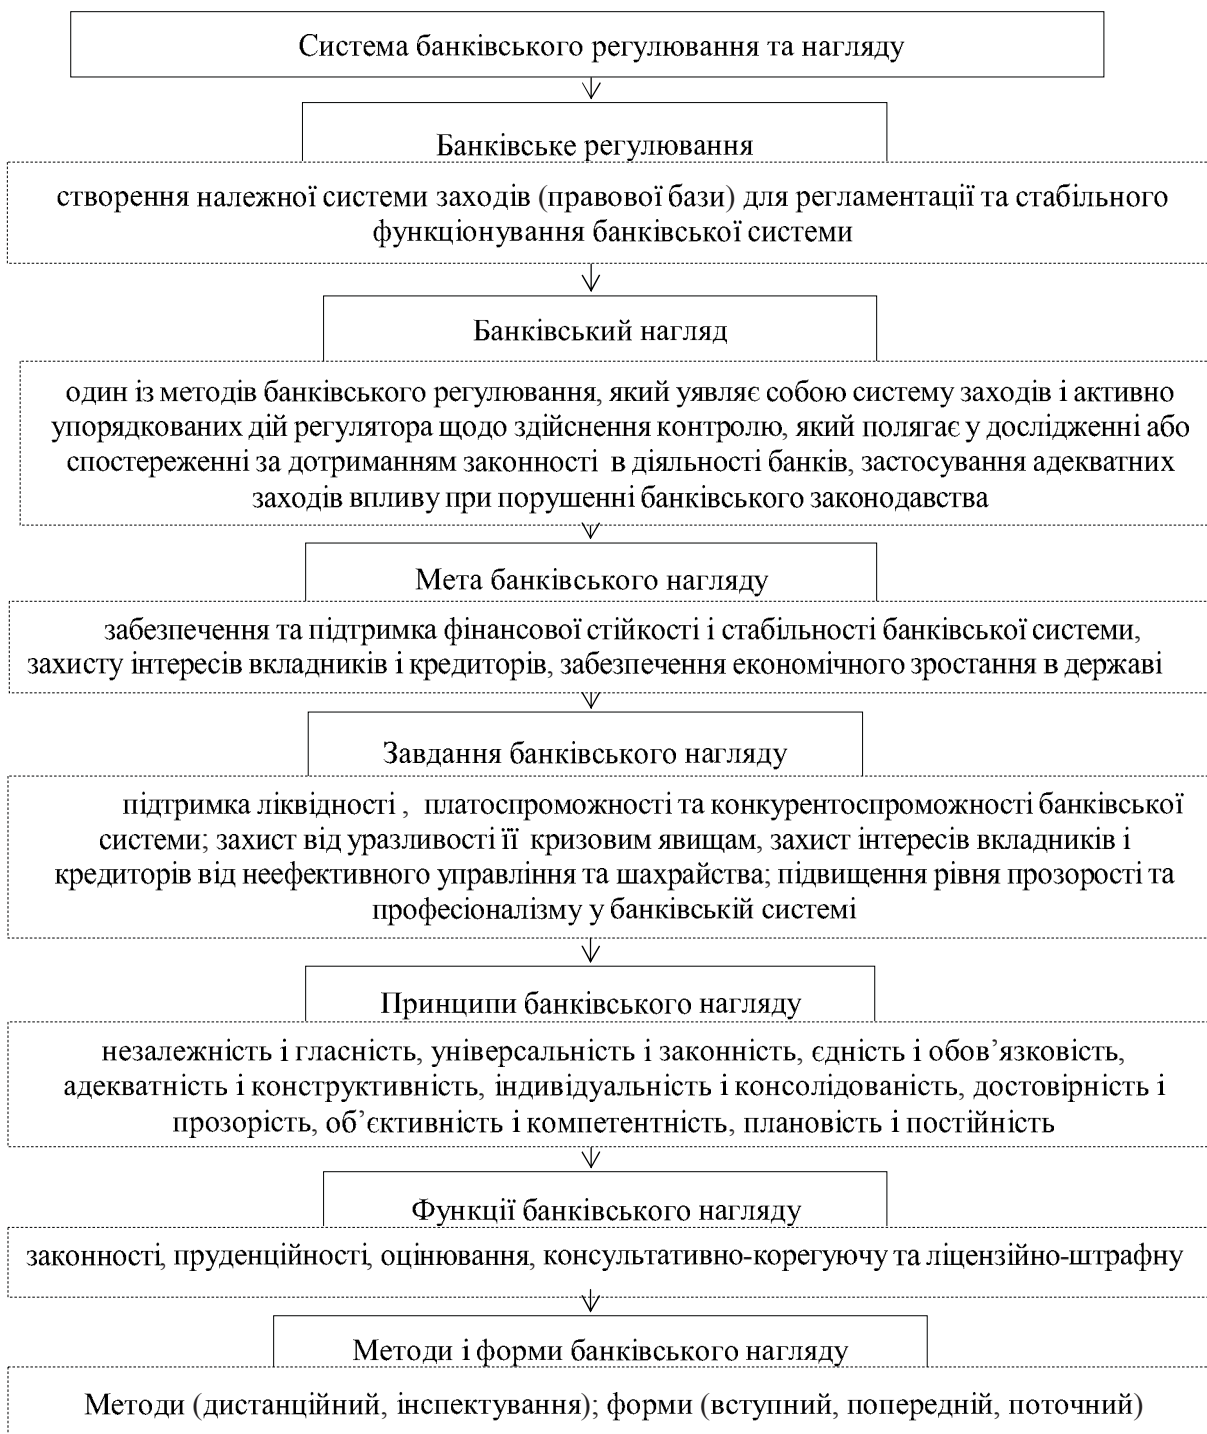 Система банківського регулювання та нагляду
Банківське регулювання
створення належної системи заходів (правової бази) для регламентації та стабільного
функціонування банківської системи
Банківський нагляд
один із методів банківського регулювання, який уявляє собою систему заходів і активно
упорядкованих дій регулятора щодо здійснення контролю, який полягає у дослідженні або
спостереженні за дотриманням законності в діяльності банків, застосування адекватних
заходів впливу при порушенні банківського законодавства
Мета банківського нагляду
забезпечення та підтримка фінансової стійкості і стабільності банківської системи,
захисту інтересів вкладників і кредиторів, забезпечення економічного зростання в державі
Завдання банківського нагляду
підтримка ліквідності , платоспроможності та конкурентоспроможності банківської
системи; захист від уразливості її кризовим явищам, захист інтересів вкладників і
кредиторів від неефективного управління та шахрайства; підвищення рівня прозорості та
професіоналізму у банківській системі
Принципи банківського нагляду
незалежність і гласність, універсальність і законність, єдність і обов’язковість,
адекватність і конструктивність, індивідуальність і консолідованість, достовірність і
прозорість, об’єктивність і компетентність, плановість і постійність
Функції банківського нагляду
законності, пруденційності, оцінювання, консультативно-корегуючу та ліцензійно-штрафну
Методи і форми банківського нагляду
Методи (дистанційний, інспектування); форми (вступний, попередній, поточний)